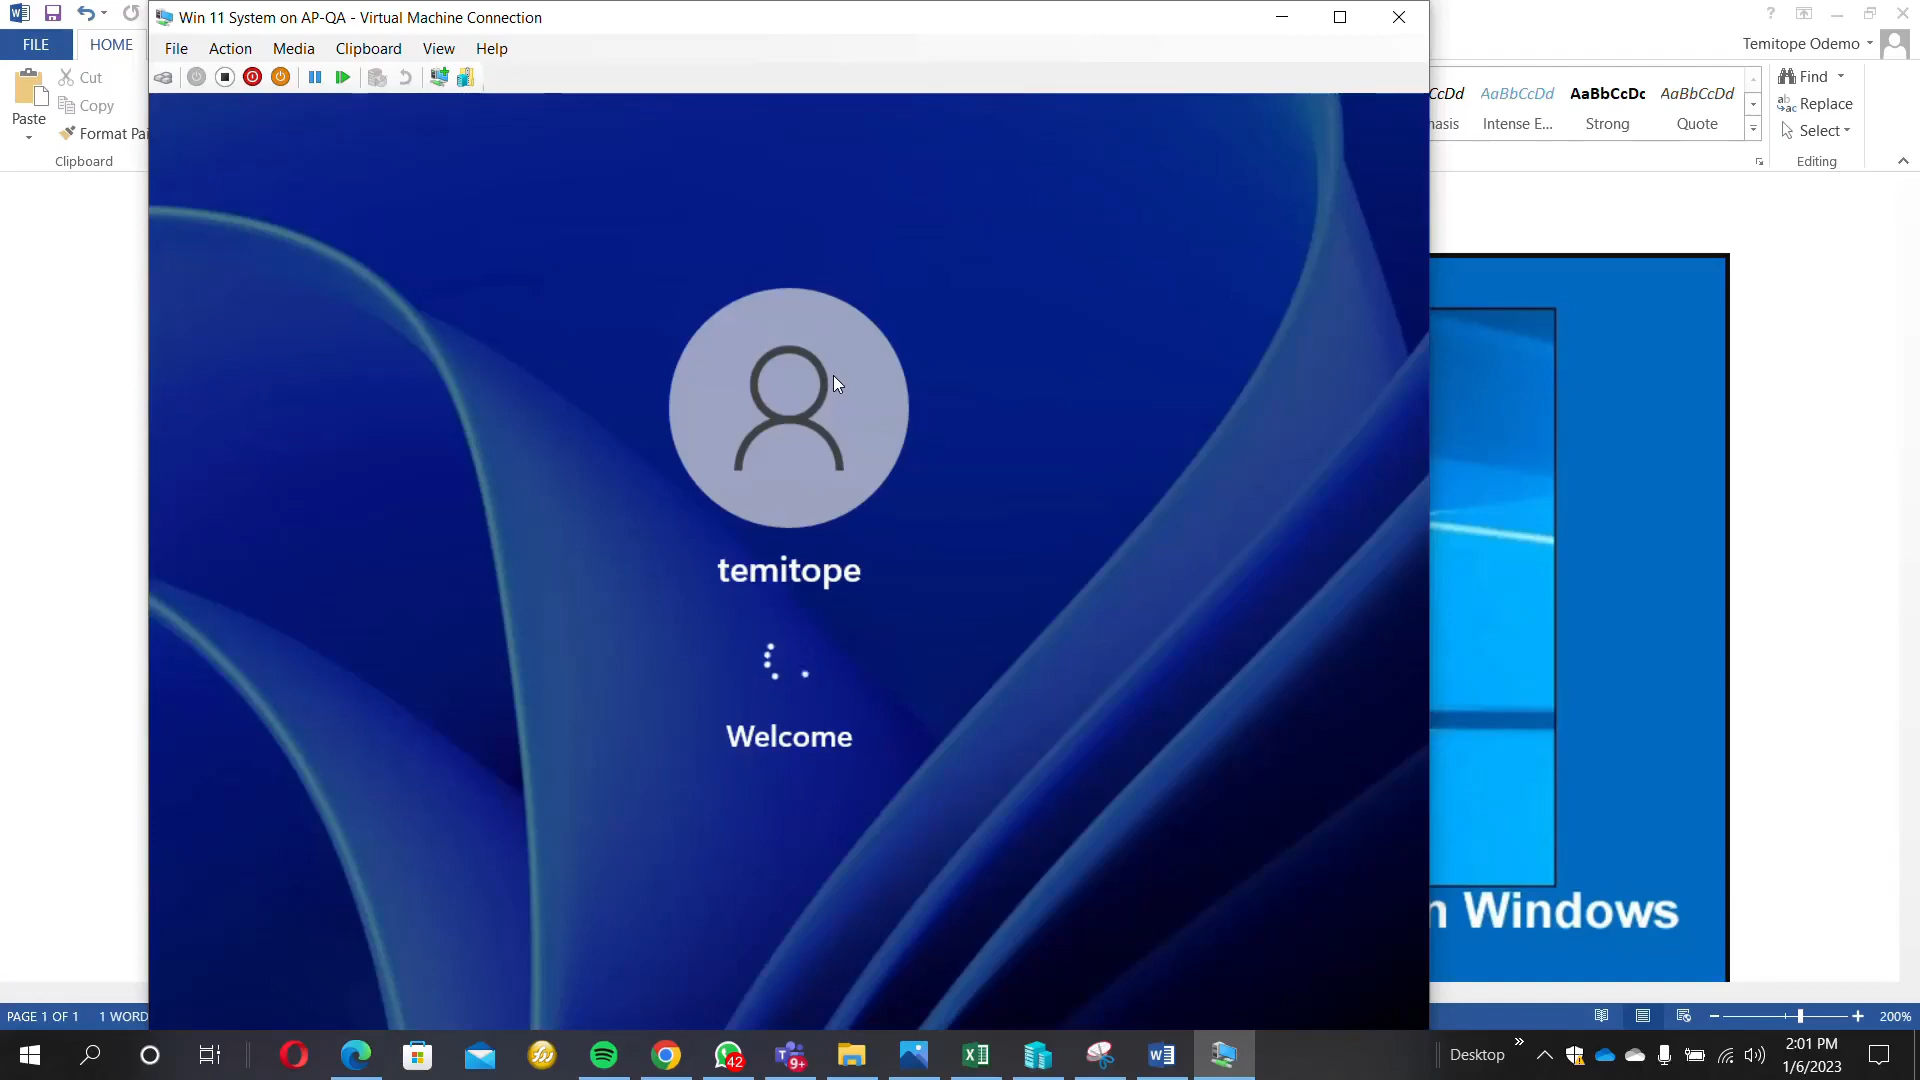 Win 11 System on AP-QA - Virtual Machine Connection
File Action Media Clipboard View Help
FILE HOME
Temitope Odemo
Paste
Cut
Copy
Format Pai
Clipboard
CcDd AaBbCcDd AaBbCcDc AaBbCcDd
nasis Intense E... Strong Quote
Find
Replace
Select
Editing
temitope
Welcome
n Windows
PAGE 1 OF 1 1 WORD
200%
42
9+
Desktop
2:01 PM
1/6/2023